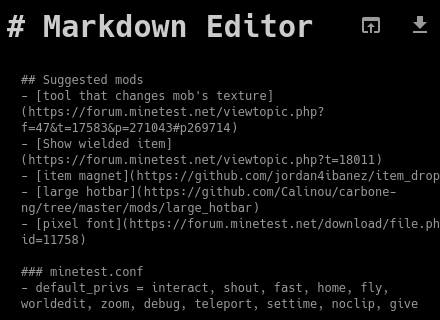 # Markdown Editor
## Suggested mods
- [tool that changes mob's texture]
(https://forum.minetest.net/viewtopic.php?
f=47&t=17583&p=271043#p269714)
- [Show wielded item]
(https://forum.minetest.net/viewtopic.php?t=18011)
- [item magnet](https://github.com/jordan4ibanez/item_drop
- [large hotbar](https://github.com/Calinou/carbone-
ng/tree/master/mods/large_hotbar)
- [pixel font](https://forum.minetest.net/download/file.ph
id=11758)
### minetest.conf
- default_privs = interact, shout, fast, home, fly,
worldedit, zoom, debug, teleport, settime, noclip, give